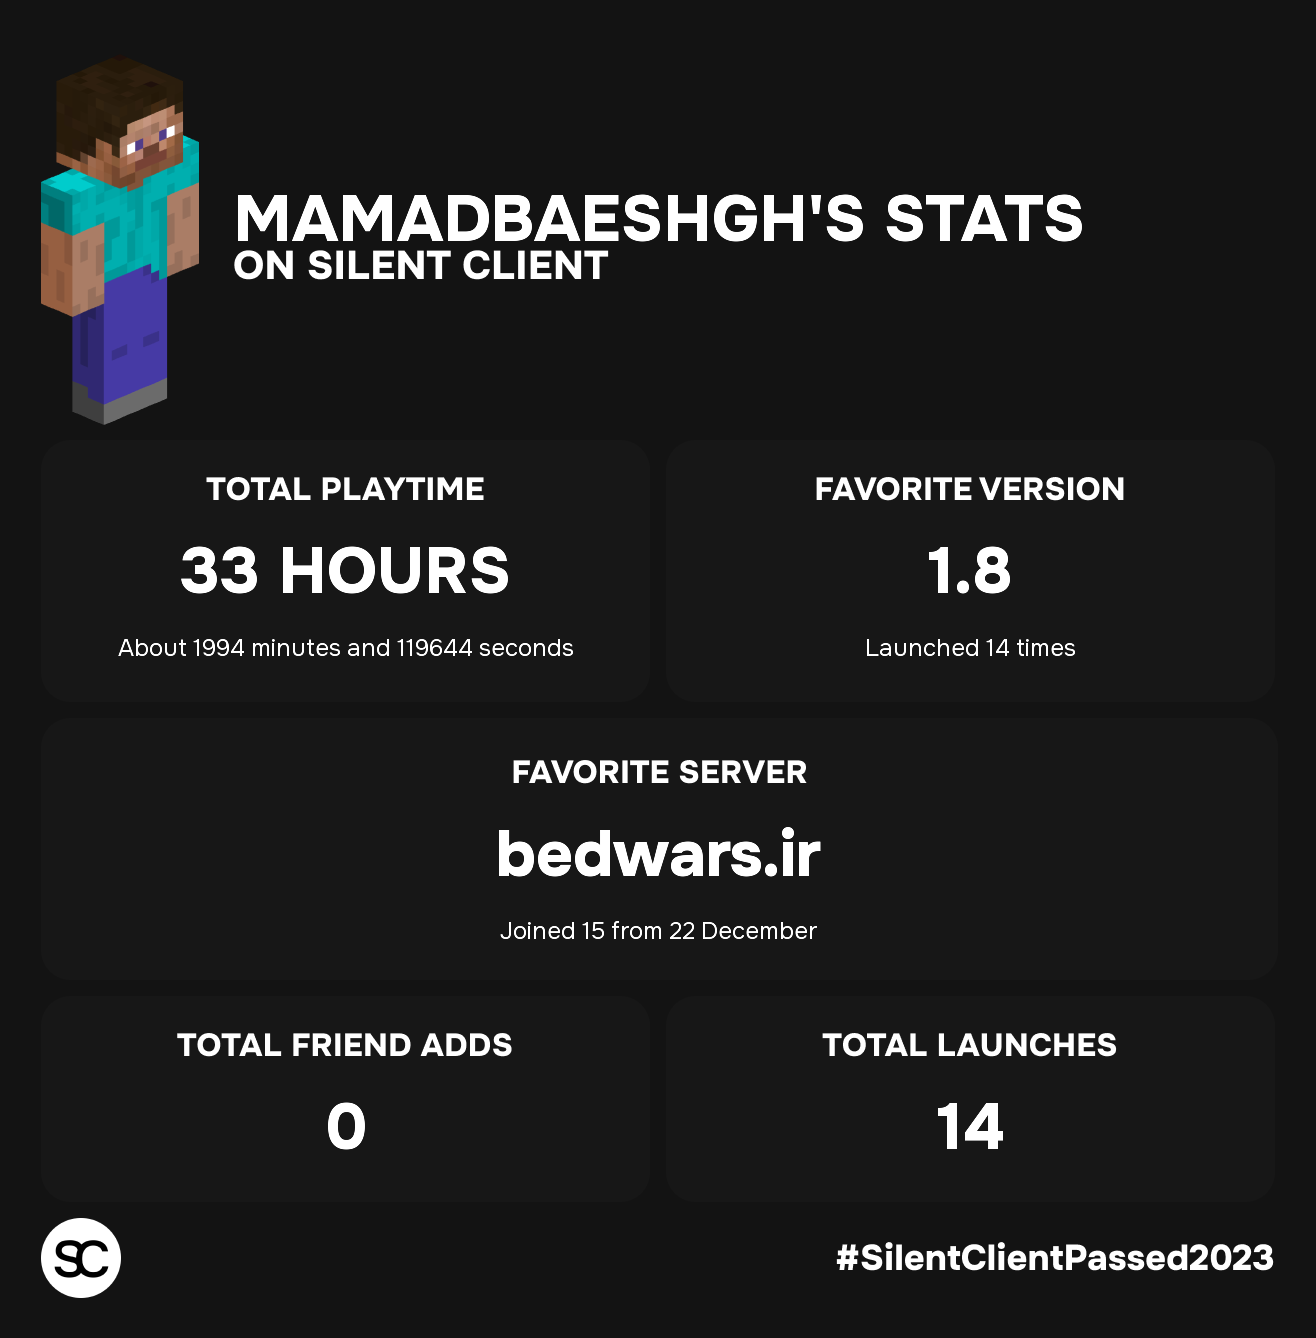 MAMADBAESHGH'S STATS
ON SILENT CLIENT
TOTAL PLAYTIME
33 HOURS
About 1994 minutes and 119644 seconds
FAVORITE VERSION
1.8
Launched 14 times
FAVORITE SERVER
bedwars.ir
Joined 15 from 22 December
TOTAL FRIEND ADDS
0
TOTAL LAUNCHES
14
SC
#SilentClientPassed2023